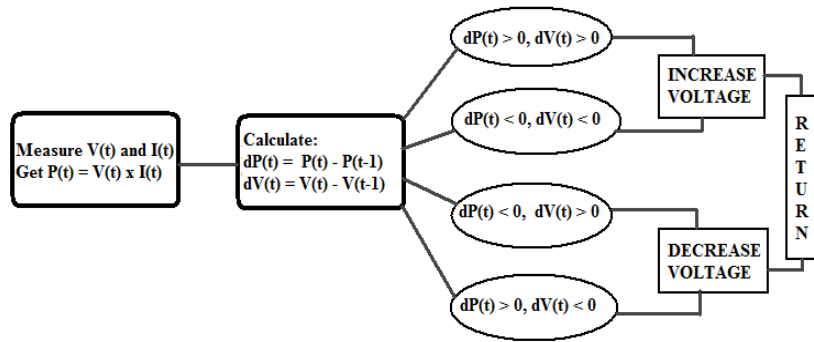 Measure V(t) and I(t)
Get P(t) = V(t) x I(t)
Calculate:
dP(t) = P(t) - P(t-1)
dV(t) = V(t) - V(t-1)
dP(t) > 0, dV(t) > 0
dP(t) < 0, dV(t) < 0
dP(t) < 0, dV(t) > 0
dP(t) > 0, dV(t) < 0
INCREASE
VOLTAGE
DECREASE
VOLTAGE
R
E
T
U
R
N